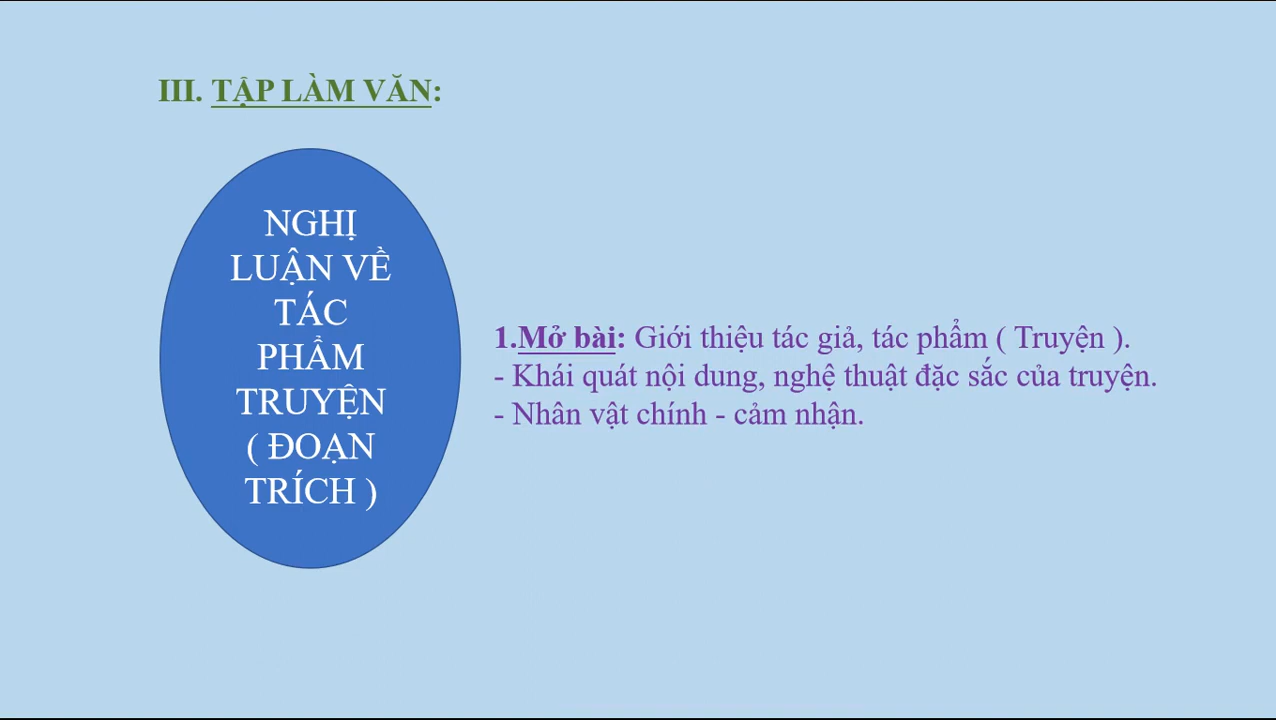 III. TẬP LÀM VĂN:
NGHỊ
LUẬN VỀ
TÁC
PHẨM
TRUYỆN
( ĐOẠN
TRÍCH )
1.Mở bài: Giới thiệu tác giả, tác phẩm ( Truyện ).
- Khái quát nội dung, nghệ thuật đặc sắc của truyện.
- Nhân vật chính - cảm nhận.